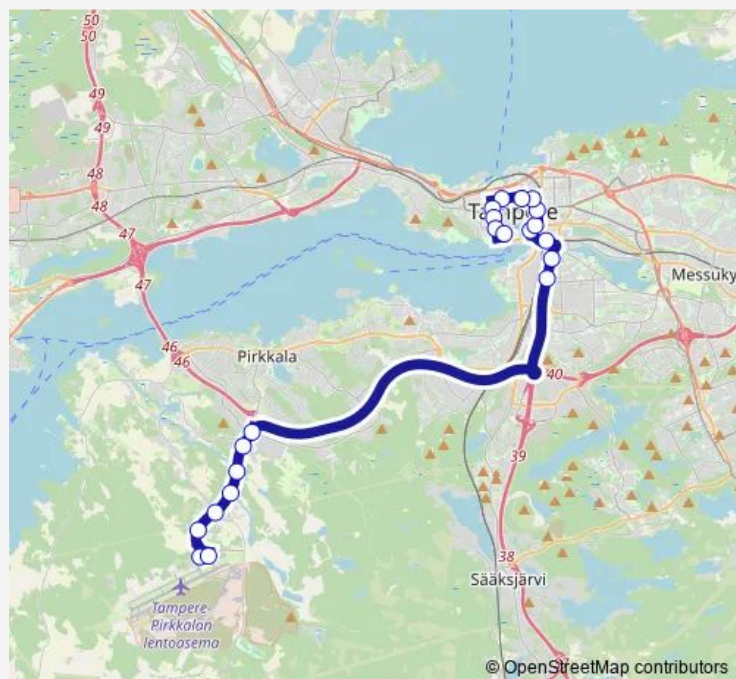 50
50
49
49
48
48
47
47
46
46
Tampere
Messuky
Pirkkala
40
39
38
Sääksjärvi
Tampere-
Pirkkalan
lentoasema
© OpenStreetMap contributors